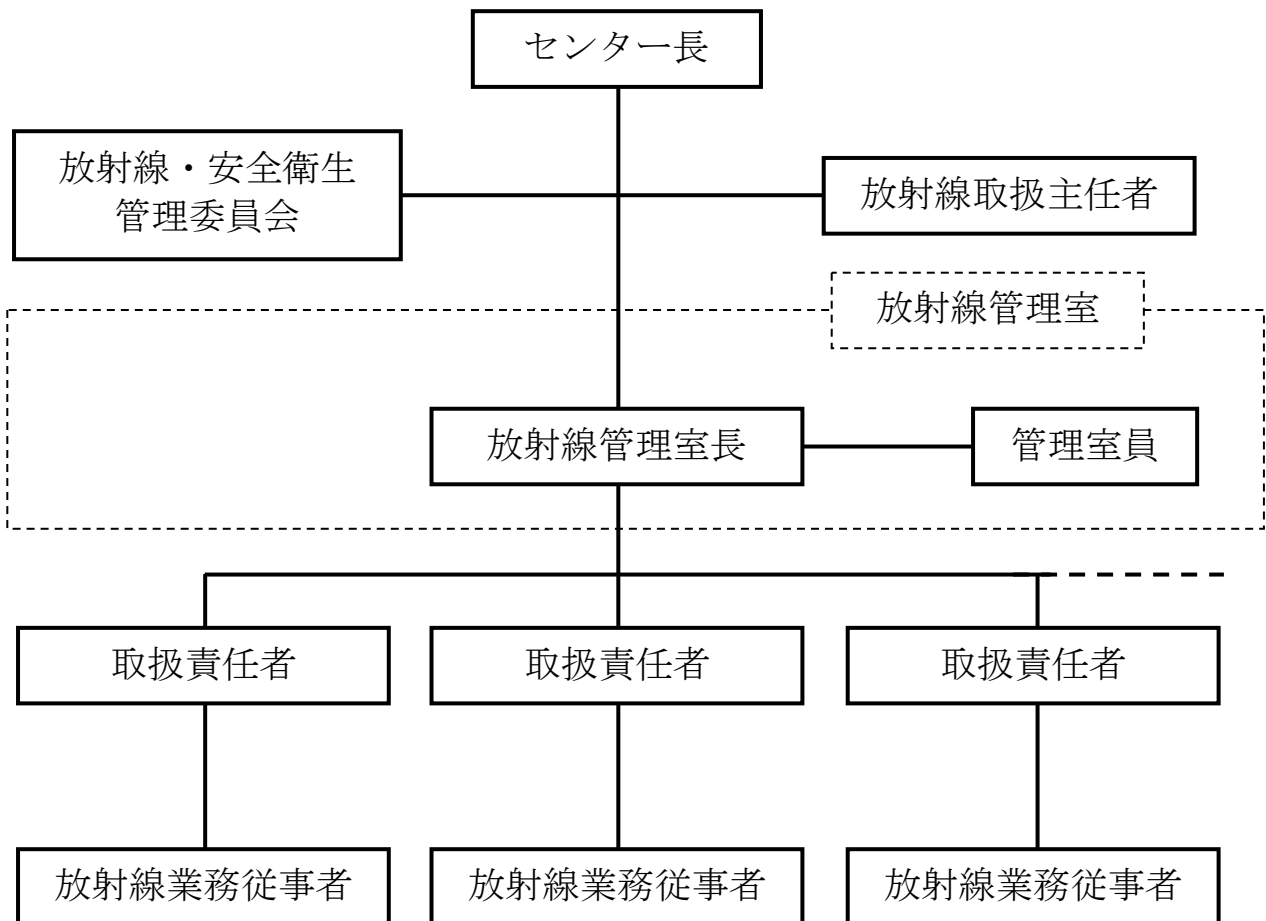 センター長
放射線・安全衛生
管理委員会
放射線取扱主任者
放射線管理室
放射線管理室長
管理室員
取扱責任者
取扱責任者
取扱責任者
放射線業務従事者
放射線業務従事者
放射線業務従事者